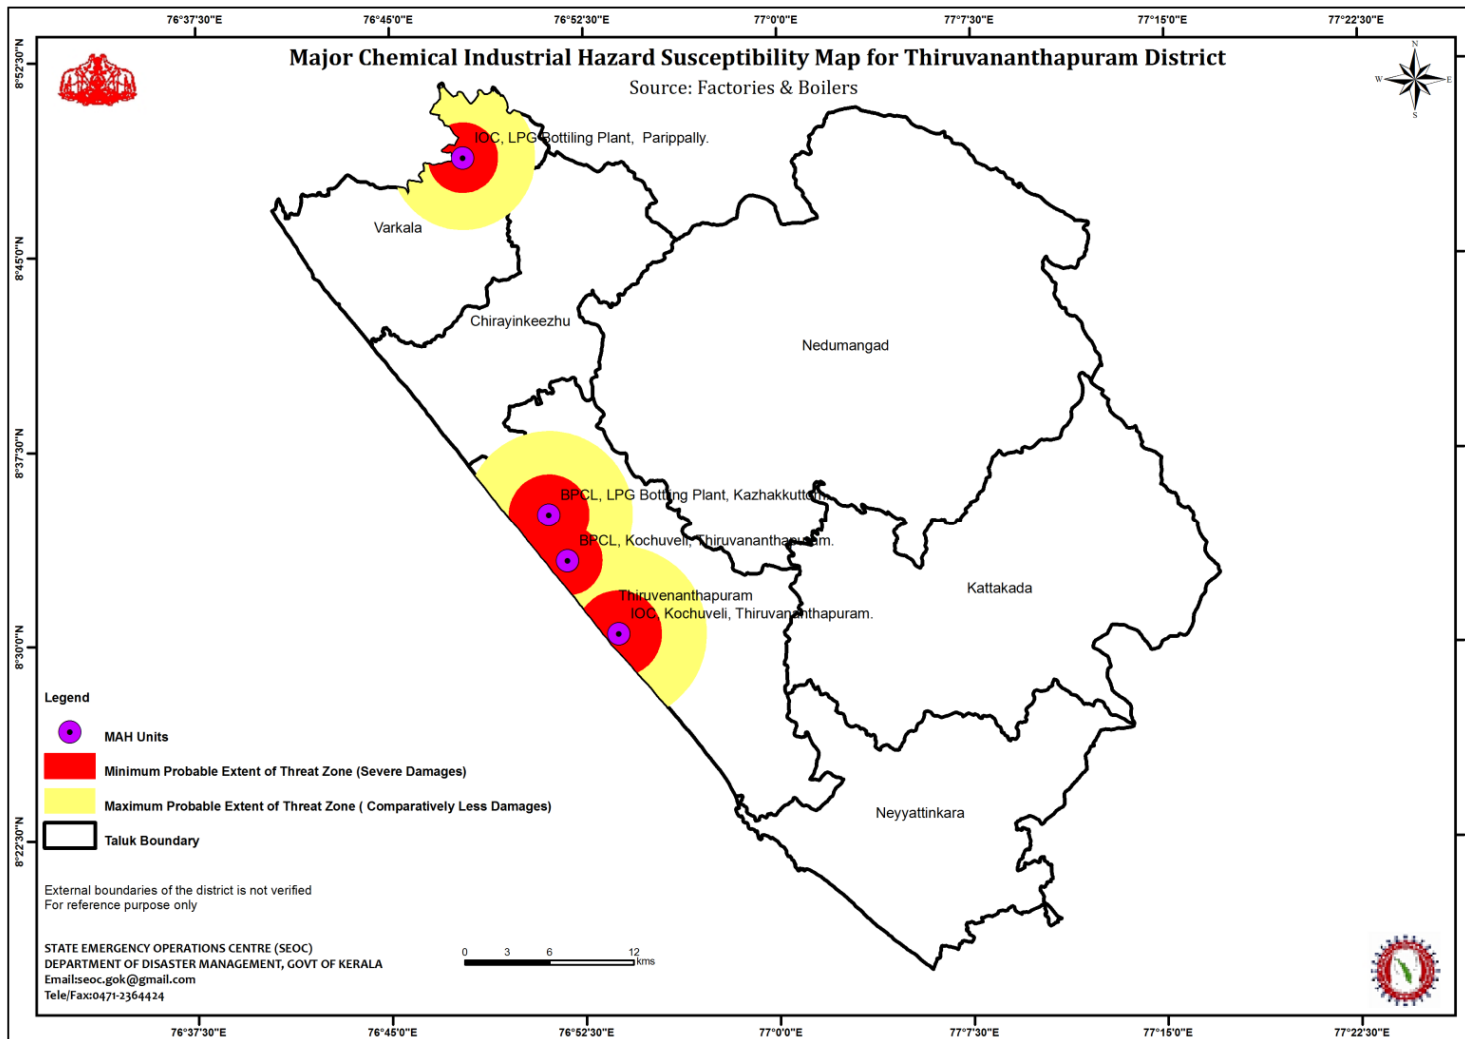 76°37'30"E 76°45'0"E 76°52'30"E 77°0'0"E 77°7'30"E 77°15'0"E 77°22'30"E
Major Chemical Industrial Hazard Susceptibility Map for Thiruvananthapuram District
Source: Factories & Boilers
N
W E
S
8°52'30"N
8°45'0"N
8°37'30"N
8°30'0"N
8°22'30"N
IOC, LPG Bottiling Plant, Parippally.
Varkala
Chirayinkeezhu
Nedumangad
BPCL, LPG Botting Plant, Kazhakkuttom.
BPCL, Kochuveli, Thiruvananthapuram.
Kattakada
Thiruvenanthapuram
IOC, Kochuveli, Thiruvananthapuram.
Neyyattinkara
Legend
MAH Units
Minimum Probable Extent of Threat Zone (Severe Damages)
Maximum Probable Extent of Threat Zone ( Comparatively Less Damages)
Taluk Boundary
External boundaries of the district is not verified
For reference purpose only
STATE EMERGENCY OPERATIONS CENTRE (SEOC)
DEPARTMENT OF DISASTER MANAGEMENT, GOVT OF KERALA
Email:seoc.gok@gmail.com
Tele/Fax:0471-2364424
0 3 6 12
kms
76°37'30"E 76°45'0"E 76°52'30"E 77°0'0"E 77°7'30"E 77°15'0"E 77°22'30"E